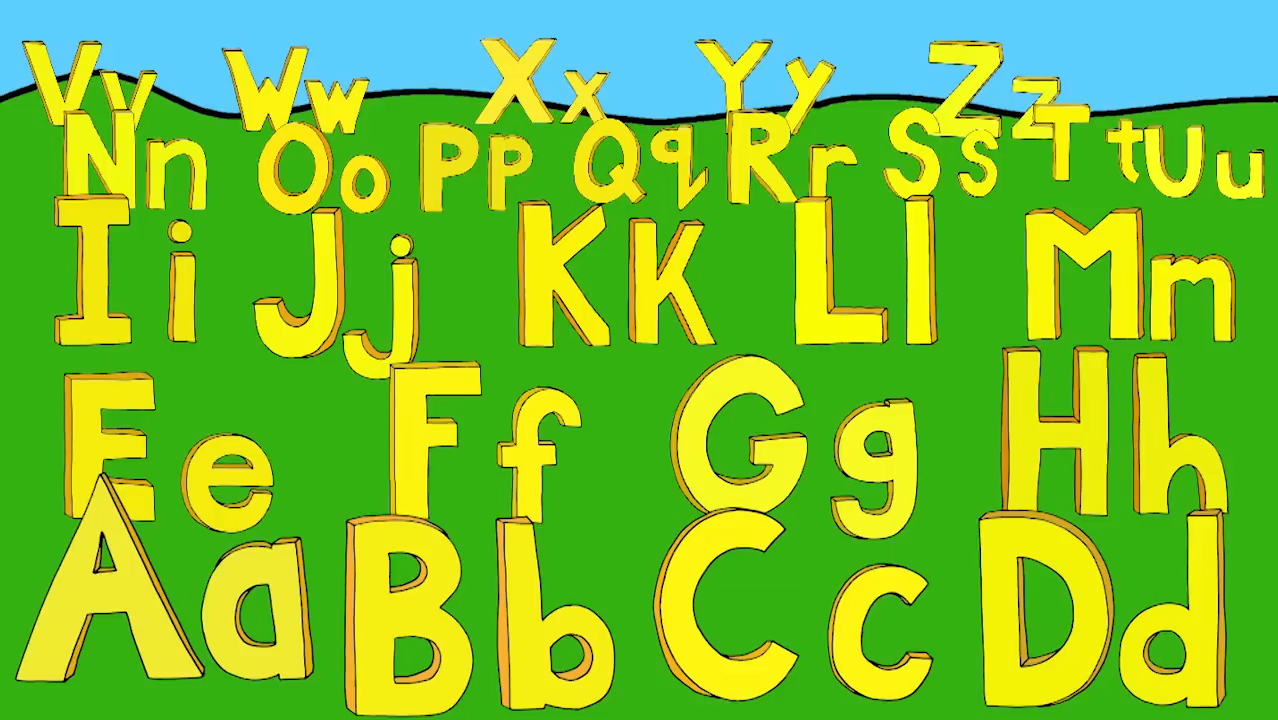 Vv Ww Xx Yy Zz
Nn Oo Pp Qq Rr Ss Tt Uu
Ii Jj Kk Ll Mm
Ee Ff Gg Hh
Aa Bb Cc Dd